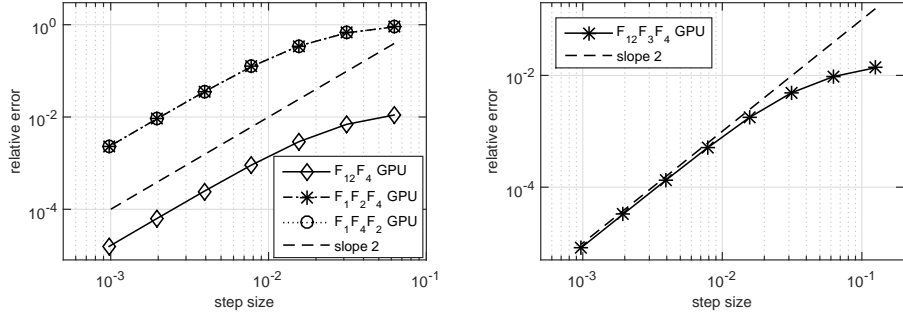 10^0
10^-2
10^-4
relative error
F_12F_4 GPU
F_1F_2F_4 GPU
F_1F_4F_2 GPU
slope 2
10^-3
10^-2
10^-1
step size
10^-2
10^-4
relative error
F_12F_3F_4 GPU
slope 2
10^-3
10^-2
10^-1
step size